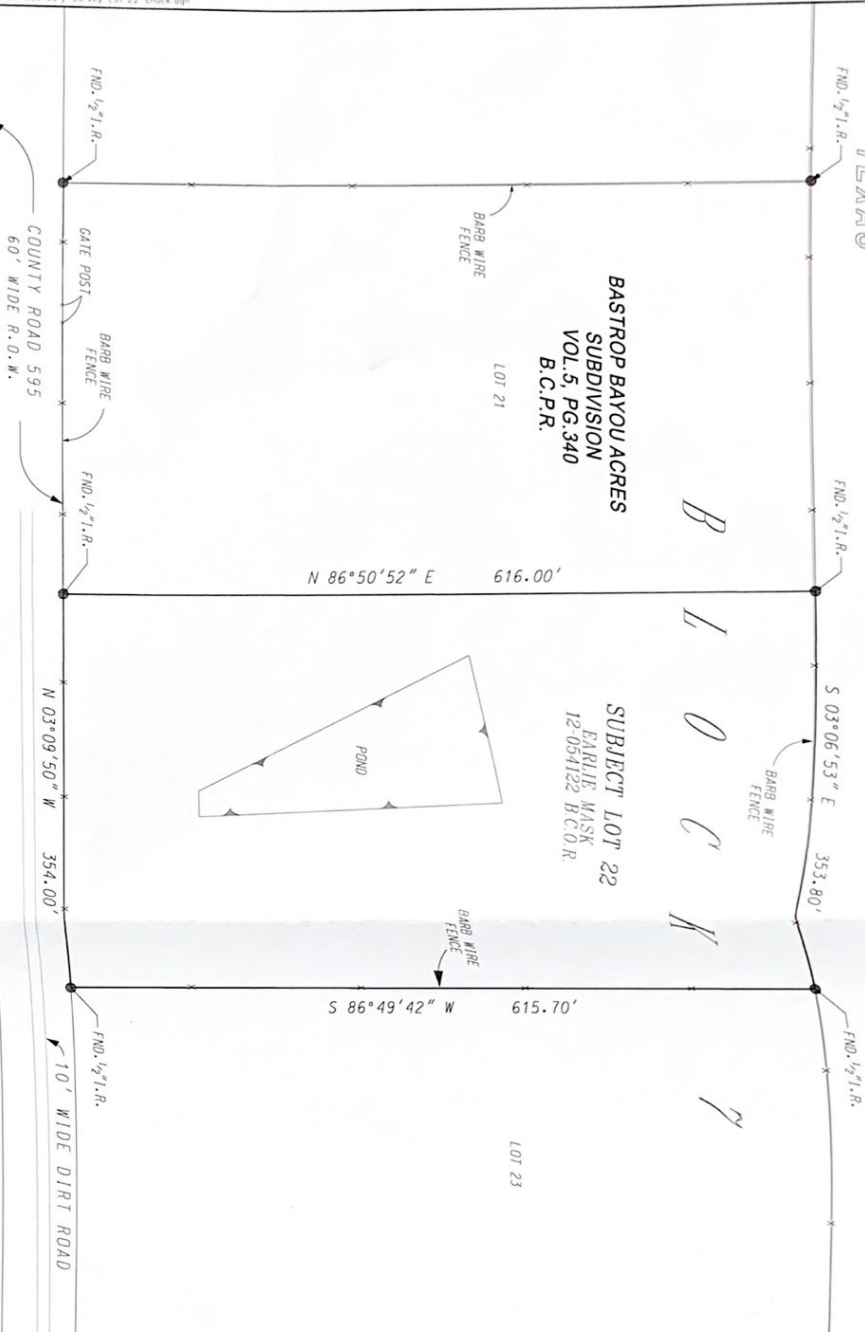 TEXAS
FND. 1/2" I.R.
FND. 1/2" I.R.
FND. 1/2" I.R.
S 03°06'53" E 353.80'
BARB WIRE
FENCE
BLOCK 7
BASTROP BAYOU ACRES
SUBDIVISION
VOL.5, PG.340
B.C.P.R.
LOT 21
BARB WIRE
FENCE
N 86°50'52" E 616.00'
SUBJECT LOT 22
EARLIE MASK
12-054122 B.C.O.R.
POND
BARB WIRE
FENCE
S 86°49'42" W 615.70'
LOT 23
FND. 1/2" I.R.
GATE POST
BARB WIRE
FENCE
FND. 1/2" I.R.
N 03°09'50" W 354.00'
FND. 1/2" I.R.
COUNTY ROAD 595
60' WIDE R.O.W.
10' WIDE DIRT ROAD